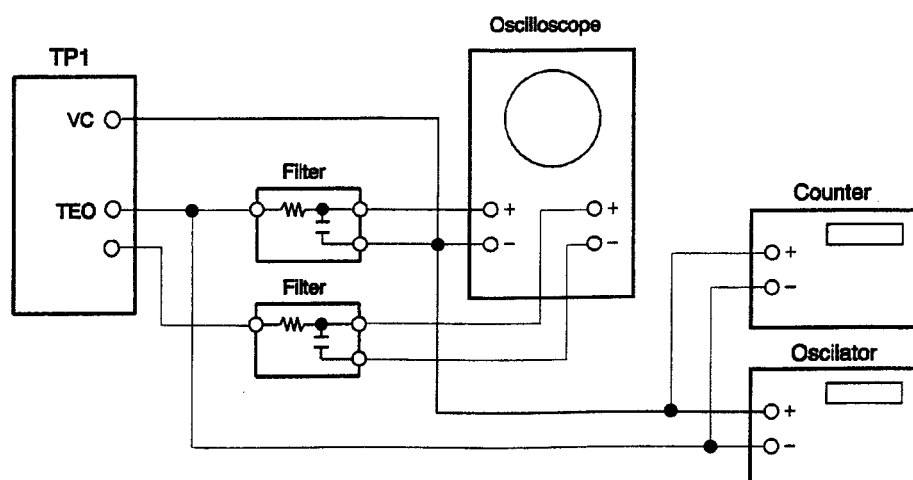 Oscilloscope
TP1
VC
Filter
TEO
+
+
−
−
Counter
+
−
Filter
Oscilator
+
−